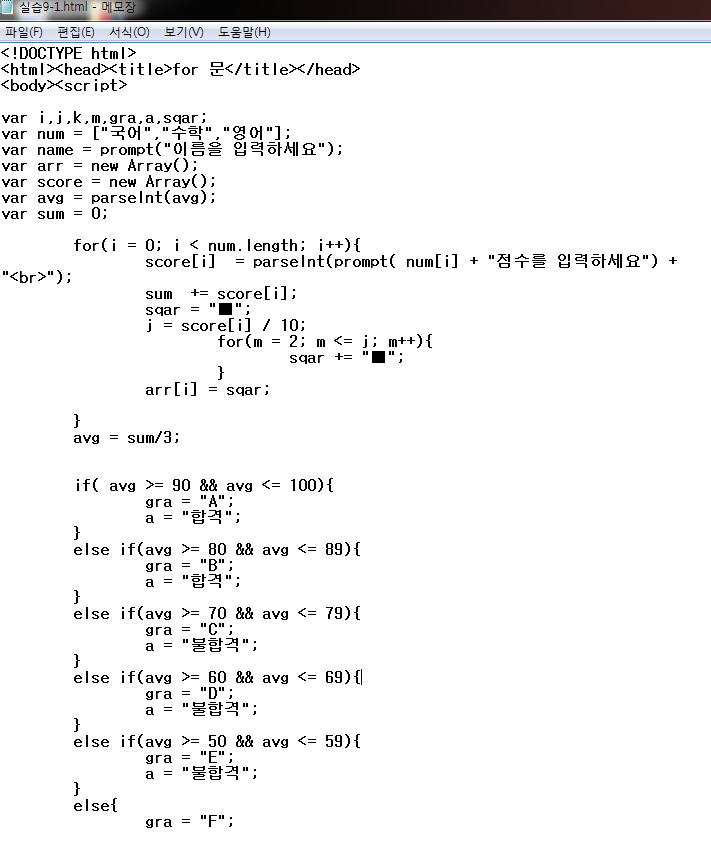 실습9-1.html - 메모장
파일(F) 편집(E) 서식(O) 보기(V) 도움말(H)
<!DOCTYPE html>
<html><head><title>for 문</title></head>
<body><script>
var i,j,k,m,gra,a,sqar;
var num = ["국어","수학","영어"];
var name = prompt("이름을 입력하세요");
var arr = new Array();
var score = new Array();
var avg = parseInt(avg);
var sum = 0;
for(i = 0; i < num.length; i++){
score[i]  = parseInt(prompt( num[i] + "점수를 입력하세요") +
"<br>");
sum  += score[i];
sqar = "■";
j = score[i] / 10;
for(m = 2; m <= j; m++){
sqar += "■";
}
arr[i] = sqar;
}
avg = sum/3;
if( avg >= 90 && avg <= 100){
gra = "A";
a = "합격";
}
else if(avg >= 80 && avg <= 89){
gra = "B";
a = "합격";
}
else if(avg >= 70 && avg <= 79){
gra = "C";
a = "불합격";
}
else if(avg >= 60 && avg <= 69){
gra = "D";
a = "불합격";
}
else if(avg >= 50 && avg <= 59){
gra = "E";
a = "불합격";
}
else{
gra = "F";